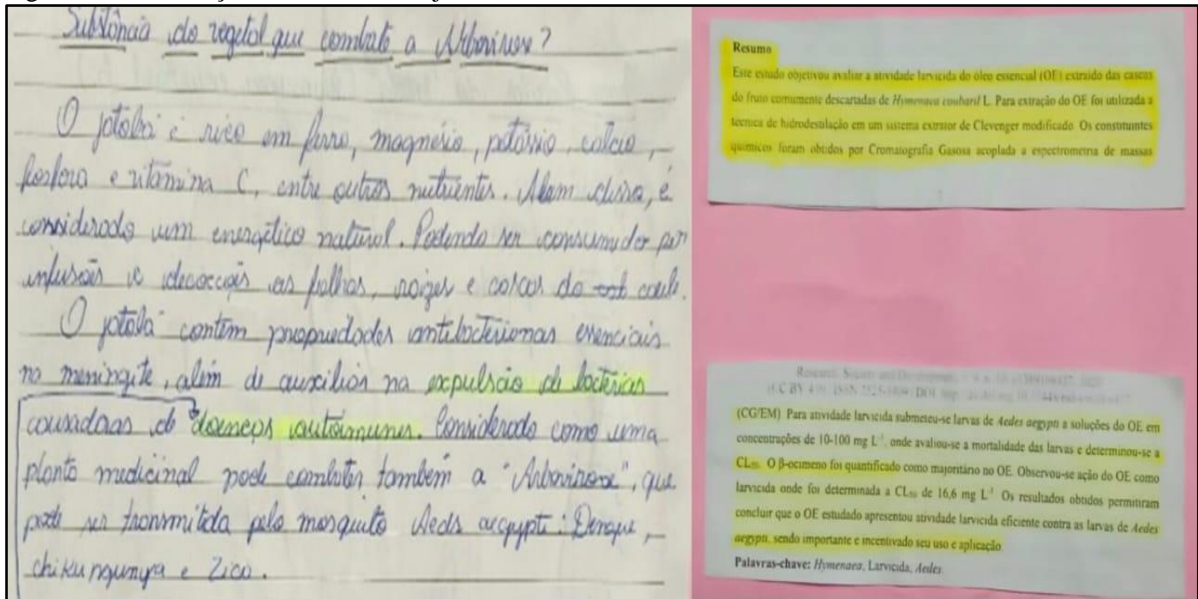 Substância do vegetal que combate a Arbovirose?
O jatobá é rico em ferro, magnésio, potássio, cálcio,
fósforo e vitamina C, entre outros nutrientes. Além disso, é
considerado um energético natural. Podendo ser consumidor por
infusão e decocção as folhas, raízes e cascas do caule.
O jatobá contém propriedades antibacterianas essenciais
na meningite, além de auxiliar na expulsão de bactérias
causadoras de doenças autoimunes. Considerado como uma
planta medicinal pode combater também a "Arbovirose", que
pode ser transmitida pelo mosquito Aeds aegypti: Dengue,
chikungunya e Zica.
Resumo
Este estudo objetivou avaliar a atividade larvicida do óleo essencial (OE) extraído das cascas
do fruto comumente descartadas de Hymenaea courbaril L. Para extração do OE foi utilizada a
técnica de hidrodestilação em um sistema extrator de Clevenger modificado. Os constituintes
químicos foram obtidos por Cromatografia Gasosa acoplada a espectrometria de massas
Research, Society and Development
(CC BY 4.0)
(CG/EM) Para atividade larvicida submeteu-se larvas de Aedes aegypti a soluções do OE em
concentrações de 10-100 mg L⁻¹, onde avaliou-se a mortalidade das larvas e determinou-se a
CL₅₀. O β-ocimeno foi quantificado como majoritário no OE. Observou-se ação do OE como
larvicida onde foi determinada a CL₅₀ de 16,6 mg L⁻¹ Os resultados obtidos permitiram
concluir que o OE estudado apresentou atividade larvicida eficiente contra as larvas de Aedes
aegypti, sendo importante e incentivado seu uso e aplicação.
Palavras-chave: Hymenaea, Larvicida, Aedes.